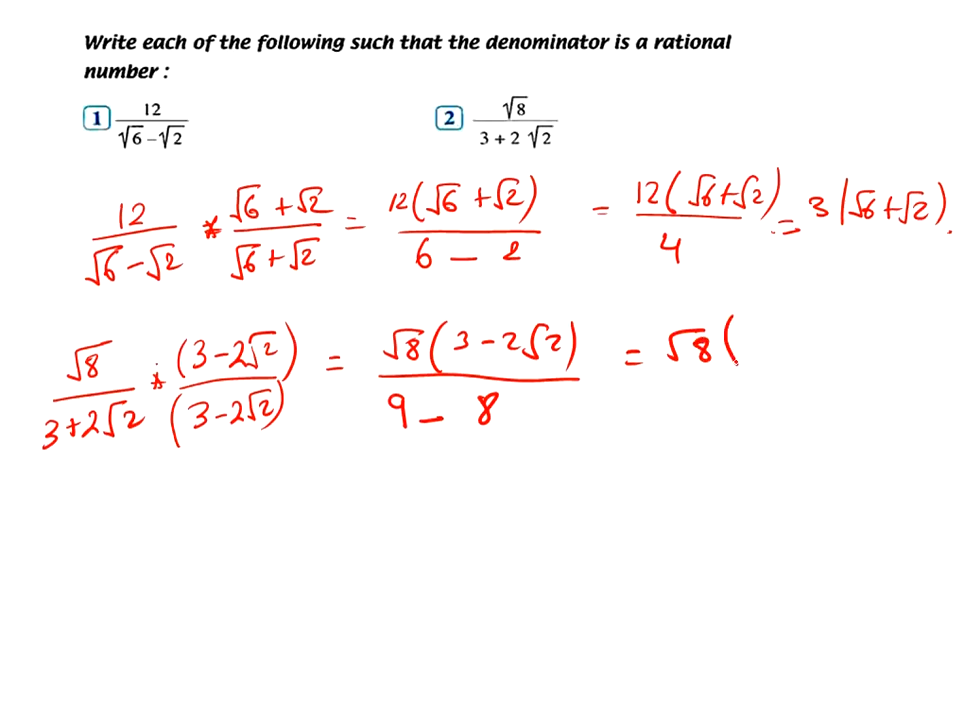 Write each of the following such that the denominator is a rational
number :
1 12/(√6 – √2) 2 √8/(3 + 2 √2)
12/(√6 – √2) * (√6 + √2)/(√6 + √2) = 12(√6 + √2)/(6 – 2) = 12(√6 + √2)/4 = 3(√6 + √2).
√8/(3 + 2√2) * (3 – 2√2)/(3 – 2√2) = √8(3 – 2√2)/(9 – 8) = √8(